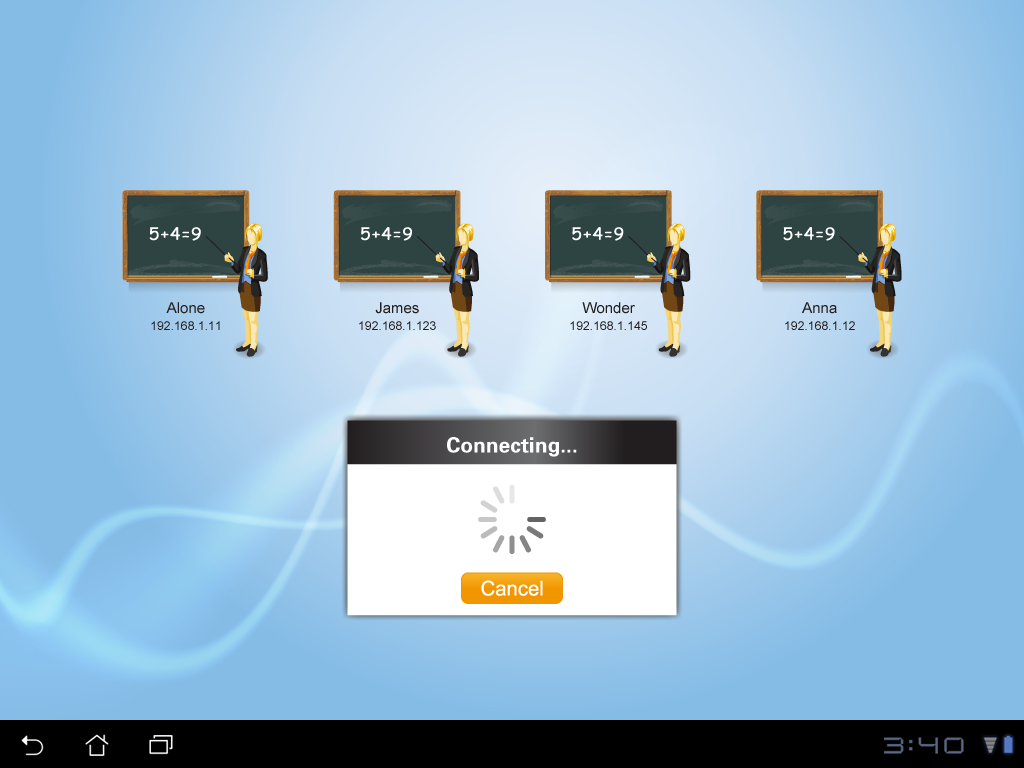 5+4=9
5+4=9
5+4=9
5+4=9
Alone
192.168.1.11
James
192.168.1.123
Wonder
192.168.1.145
Anna
192.168.1.12
Connecting...
Cancel
3:40